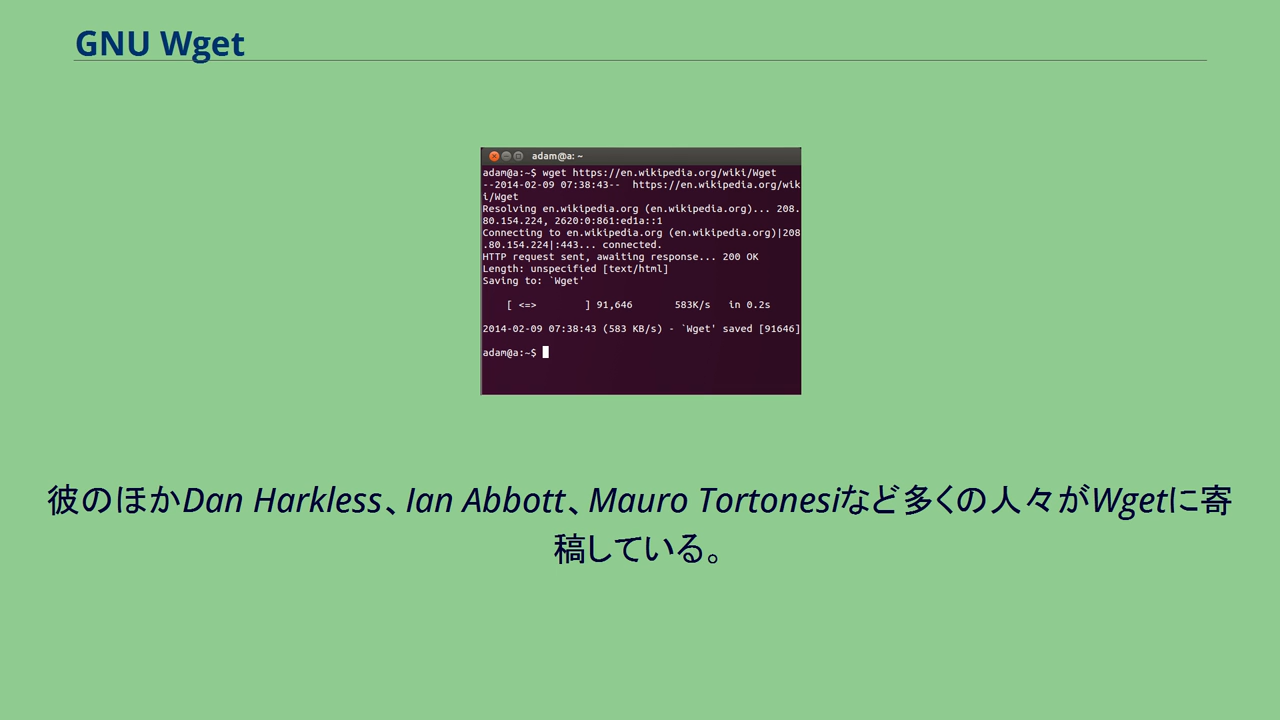 GNU Wget
adam@a: ~
adam@a:~$ wget https://en.wikipedia.org/wiki/Wget
--2014-02-09 07:38:43--  https://en.wikipedia.org/wik
i/Wget
Resolving en.wikipedia.org (en.wikipedia.org)... 208.
80.154.224, 2620:0:861:ed1a::1
Connecting to en.wikipedia.org (en.wikipedia.org)|208
.80.154.224|:443... connected.
HTTP request sent, awaiting response... 200 OK
Length: unspecified [text/html]
Saving to: `Wget'
[ <=>        ] 91,646       583K/s   in 0.2s
2014-02-09 07:38:43 (583 KB/s) - `Wget' saved [91646]
adam@a:~$
彼のほかDan Harkless、Ian Abbott、Mauro Tortonesiなど多くの人々がWgetに寄
稿している。